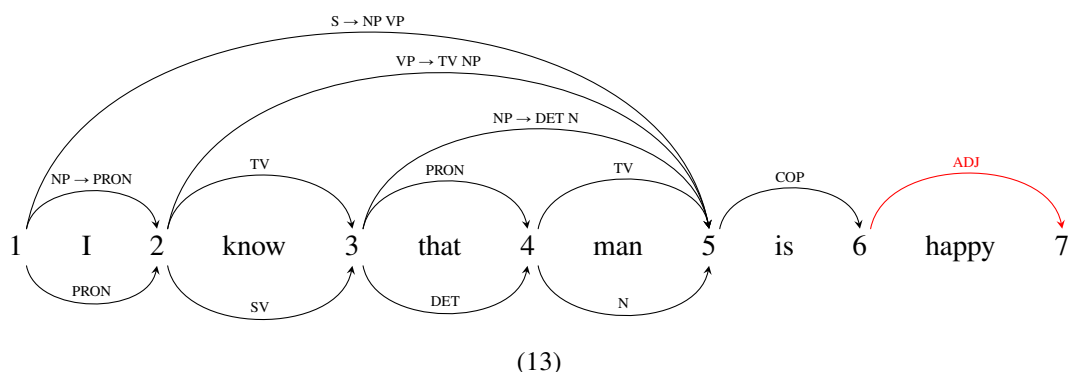 S → NP VP
VP → TV NP
NP → DET N
NP → PRON
TV
PRON
TV
COP
ADJ
1 I 2 know 3 that 4 man 5 is 6 happy 7
PRON
SV
DET
N
(13)